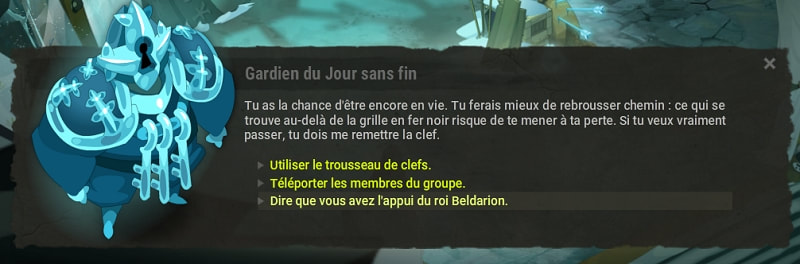 Gardien du Jour sans fin
Tu as la chance d'être encore en vie. Tu ferais mieux de rebrousser chemin : ce qui se
trouve au-delà de la grille en fer noir risque de te mener à ta perte. Si tu veux vraiment
passer, tu dois me remettre la clef.
Utiliser le trousseau de clefs.
Téléporter les membres du groupe.
Dire que vous avez l'appui du roi Beldarion.